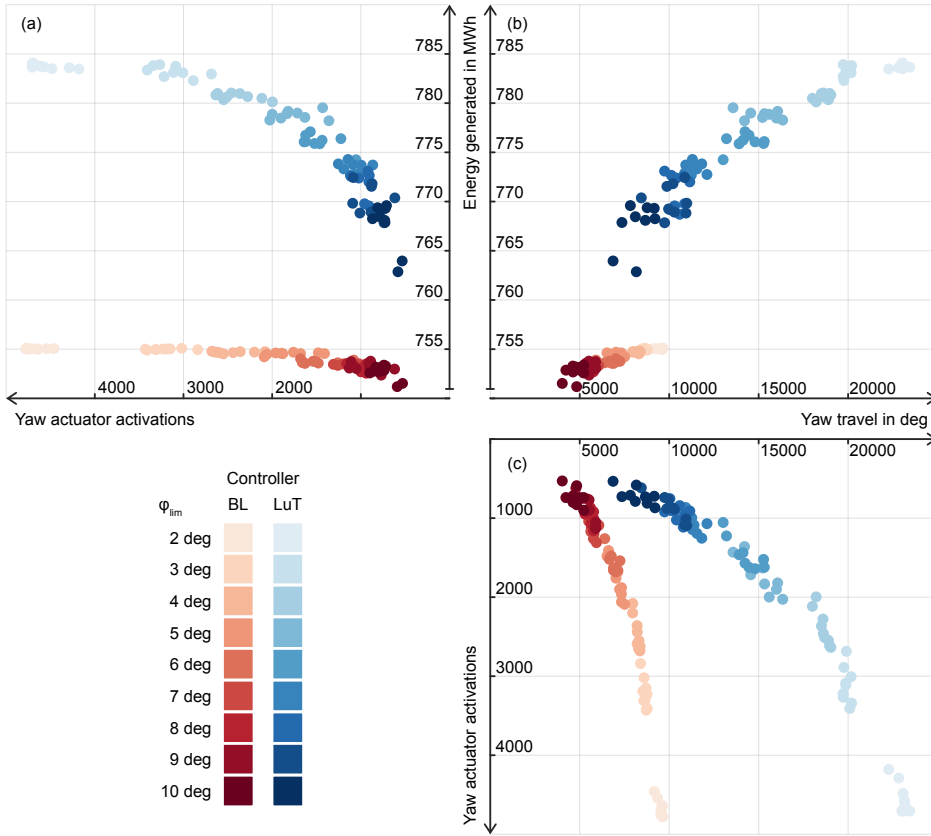 (a)
Energy generated in MWh
785
780
775
770
765
760
755
4000
3000
2000
Yaw actuator activations
(b)
785
780
775
770
765
760
755
5000
10000
15000
20000
Yaw travel in deg
(c)
5000
10000
15000
20000
1000
2000
3000
4000
Yaw actuator activations
Controller
φlim BL LuT
2 deg
3 deg
4 deg
5 deg
6 deg
7 deg
8 deg
9 deg
10 deg